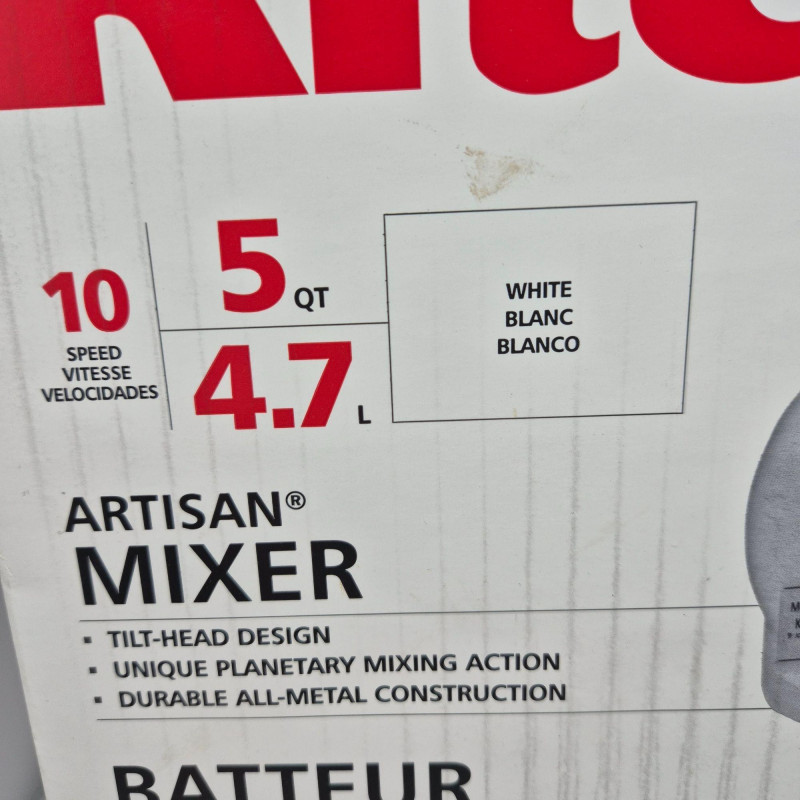 Kitc
10
SPEED
VITESSE
VELOCIDADES
5 QT
4.7 L
WHITE
BLANC
BLANCO
ARTISAN®
MIXER
▪ TILT-HEAD DESIGN
▪ UNIQUE PLANETARY MIXING ACTION
▪ DURABLE ALL-METAL CONSTRUCTION
BATTEUR